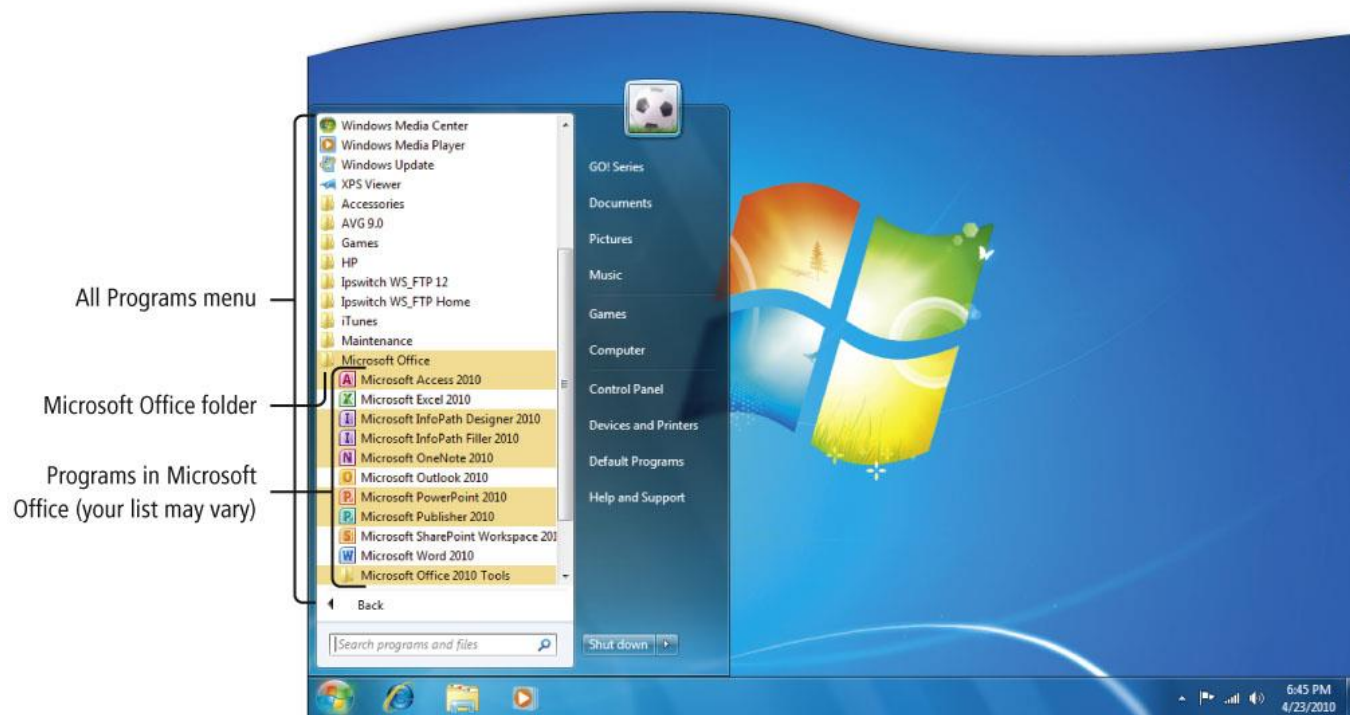 All Programs menu
Microsoft Office folder
Programs in Microsoft
Office (your list may vary)
Windows Media Center
Windows Media Player
Windows Update
XPS Viewer
Accessories
AVG 9.0
Games
HP
Ipswitch WS_FTP 12
Ipswitch WS_FTP Home
iTunes
Maintenance
Microsoft Office
A Microsoft Access 2010
X Microsoft Excel 2010
I Microsoft InfoPath Designer 2010
I Microsoft InfoPath Filler 2010
N Microsoft OneNote 2010
O Microsoft Outlook 2010
P Microsoft PowerPoint 2010
P Microsoft Publisher 2010
S Microsoft SharePoint Workspace 201
W Microsoft Word 2010
Microsoft Office 2010 Tools
Back
Search programs and files
GO! Series
Documents
Pictures
Music
Games
Computer
Control Panel
Devices and Printers
Default Programs
Help and Support
Shut down
6:45 PM
4/23/2010